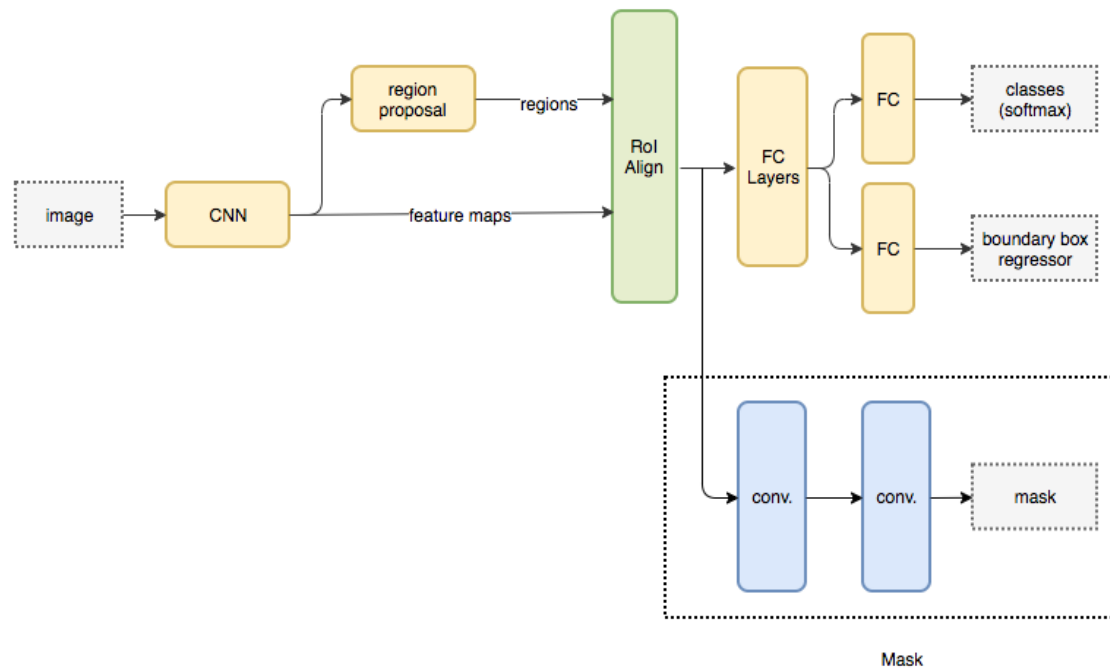 region
proposal
regions
image
CNN
feature maps
RoI
Align
FC
Layers
FC
classes
(softmax)
FC
boundary box
regressor
conv.
conv.
mask
Mask